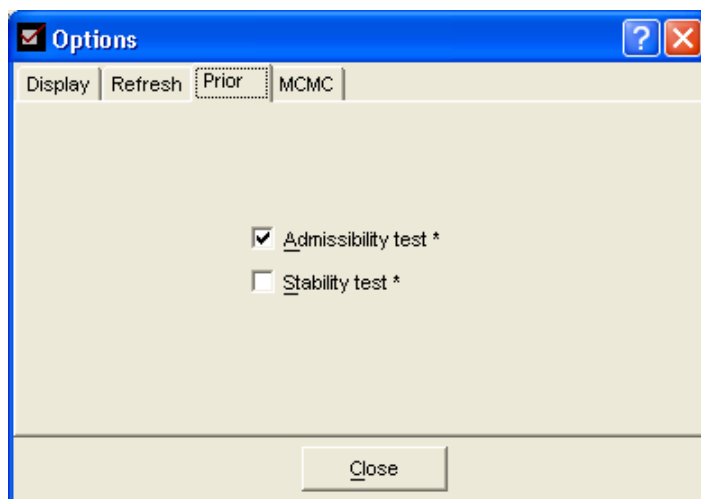 Options
Display Refresh Prior MCMC
Admissibility test *
Stability test *
Close